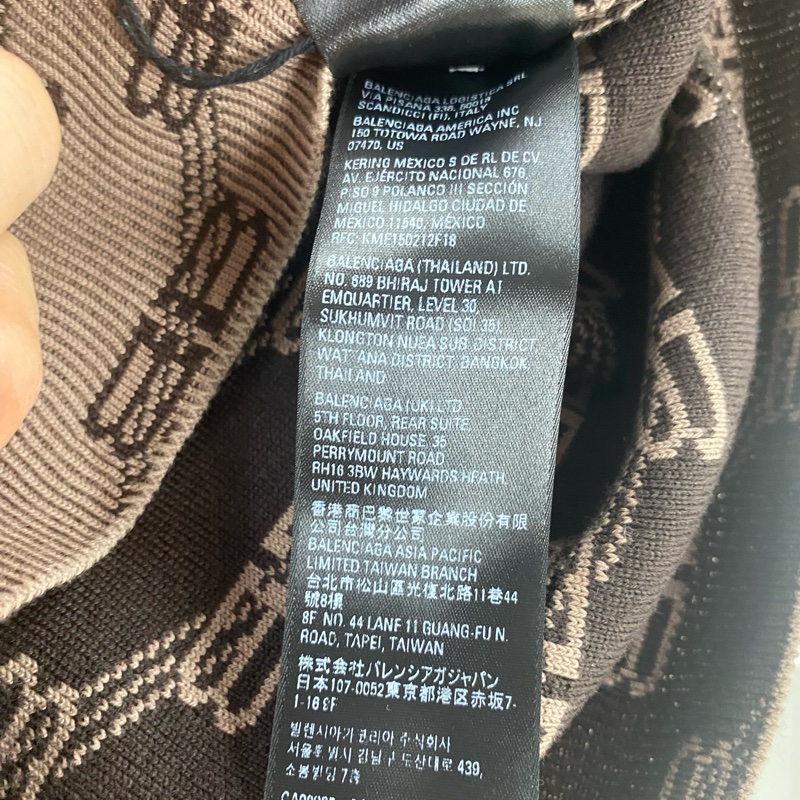 BALENCIAGA LOGISTICA SRL
VIA PISANA 336, 50018
SCANDICCI (FI), ITALY
BALENCIAGA AMERICA INC
150 TOTOWA ROAD WAYNE, NJ
07470, US
KERING MEXICO S DE RL DE CV
AV. EJÉRCITO NACIONAL 676,
PISO 9 POLANCO III SECCIÓN
MIGUEL HIDALGO CIUDAD DE
MÉXICO 11540, MÉXICO
RFC: KME150212F18
BALENCIAGA (THAILAND) LTD.
NO. 689 BHIRAJ TOWER AT
EMQUARTIER, LEVEL 30,
SUKHUMVIT ROAD (SOI 35)
KLONGTON NUEA SUB. DISTRICT,
WATTANA DISTRICT BANGKOK
THAILAND
BALENCIAGA (UK) LTD
5TH FLOOR, REAR SUITE
OAKFIELD HOUSE, 35
PERRYMOUNT ROAD
RH16 3BW HAYWARDS HEATH,
UNITED KINGDOM
香港商巴黎世家企業股份有限
公司台灣分公司
BALENCIAGA ASIA PACIFIC
LIMITED TAIWAN BRANCH
台北市松山區光復北路11巷44
號8樓
8F NO. 44 LANE 11 GUANG-FU N.
ROAD, TAPEI, TAIWAN
株式会社バレンシアガジャパン
日本107-0052東京都港区赤坂7-
1-16 8F
발렌시아가코리아 주식회사
서울특별시 강남구 도산대로 439,
소봉빌딩 7층